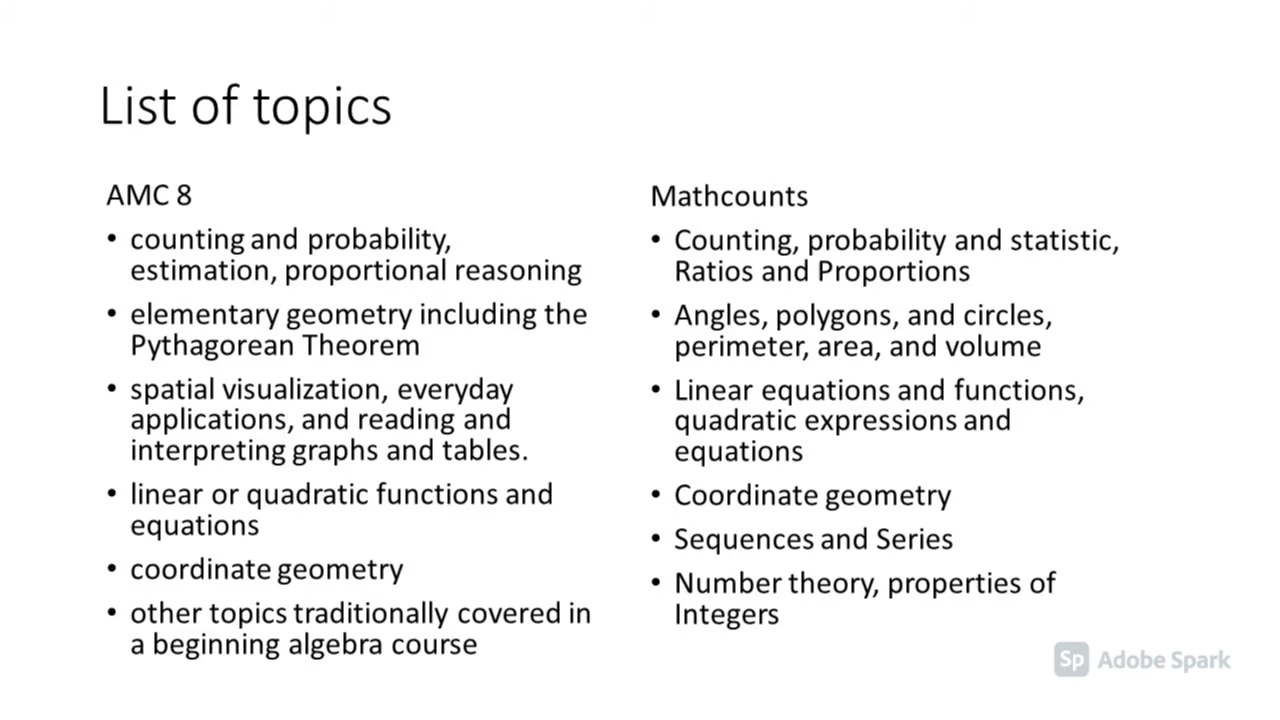 List of topics
AMC 8
• counting and probability,
estimation, proportional reasoning
• elementary geometry including the
Pythagorean Theorem
• spatial visualization, everyday
applications, and reading and
interpreting graphs and tables.
• linear or quadratic functions and
equations
• coordinate geometry
• other topics traditionally covered in
a beginning algebra course
Mathcounts
• Counting, probability and statistic,
Ratios and Proportions
• Angles, polygons, and circles,
perimeter, area, and volume
• Linear equations and functions,
quadratic expressions and
equations
• Coordinate geometry
• Sequences and Series
• Number theory, properties of
Integers
Sp Adobe Spark